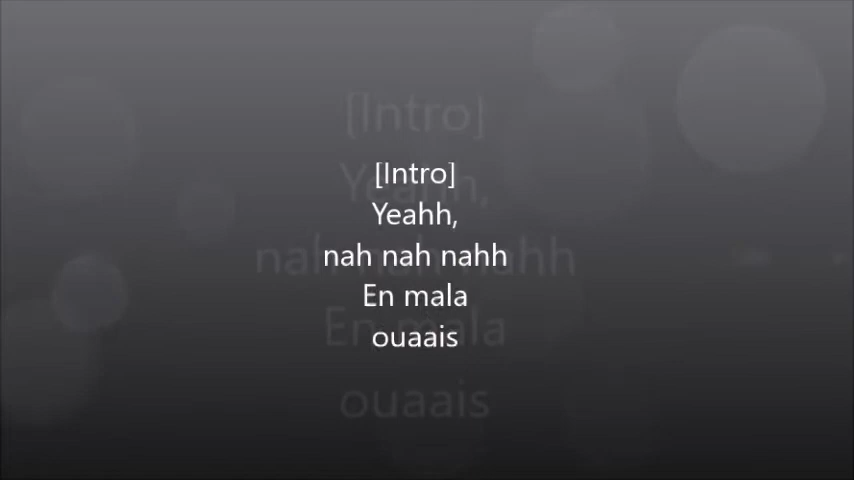 [Intro]
Yeahh,
nah nah nahh
En mala
ouaais